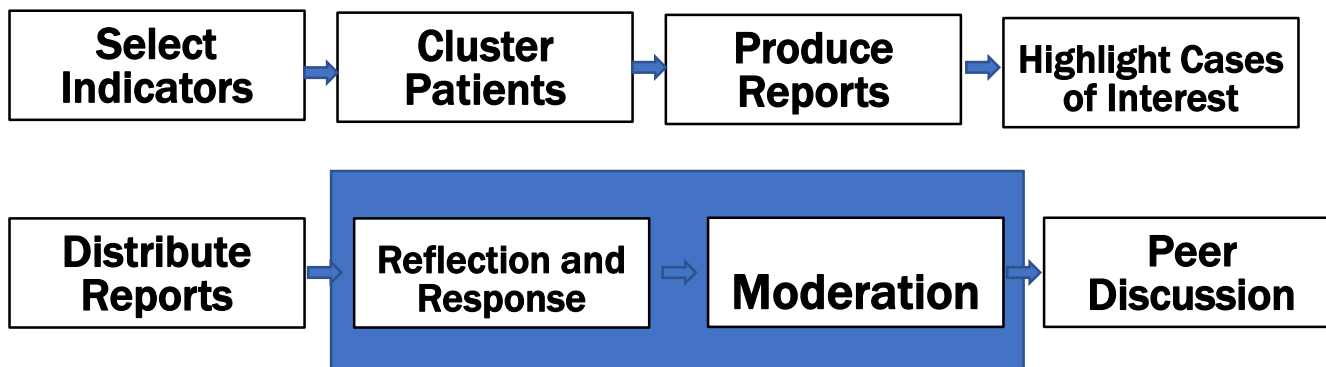 Select
Indicators
Cluster
Patients
Produce
Reports
Highlight Cases
of Interest
Distribute
Reports
Reflection and
Response
Moderation
Peer
Discussion